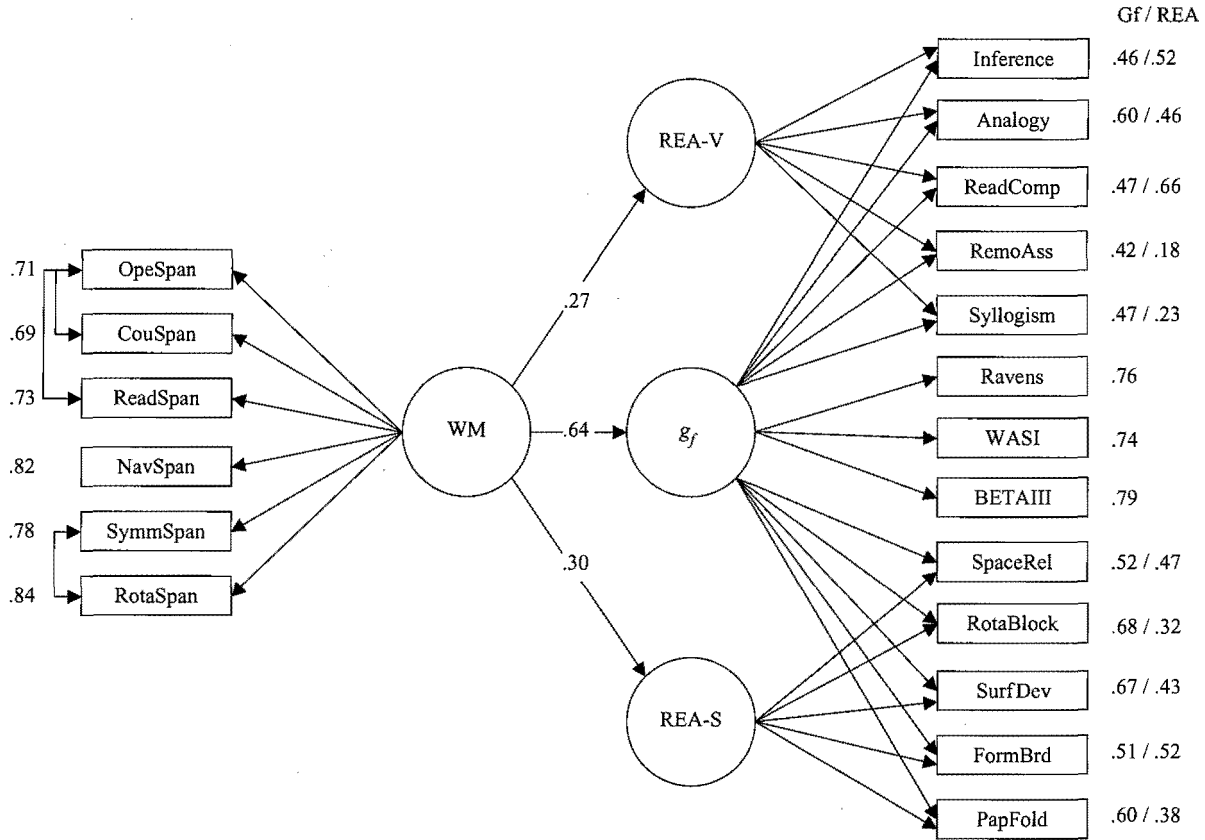 Gf / REA
Inference .46 / .52
Analogy .60 / .46
REA-V
ReadComp .47 / .66
RemoAss .42 / .18
.71 OpeSpan
Syllogism .47 / .23
.27
.69 CouSpan
Ravens .76
.73 ReadSpan
WM .64 gf WASI .74
.82 NavSpan
BETAIII .79
.78 SymmSpan
.30
SpaceRel .52 / .47
.84 RotaSpan
RotaBlock .68 / .32
SurfDev .67 / .43
REA-S
FormBrd .51 / .52
PapFold .60 / .38